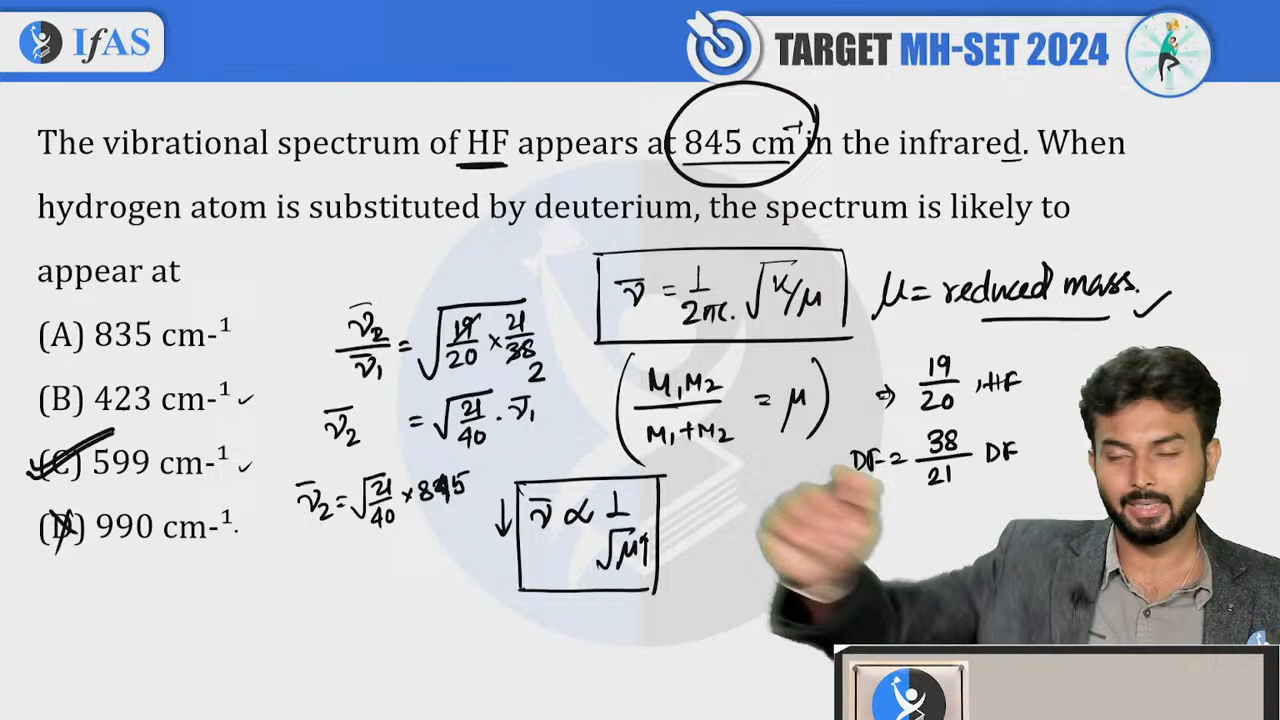 IfAS
TARGET MH-SET 2024
The vibrational spectrum of HF appears at 845 cm⁻¹ in the infrared. When
hydrogen atom is substituted by deuterium, the spectrum is likely to
appear at
(A) 835 cm-¹
(B) 423 cm-¹ ✓
(C) 599 cm-¹ ✓
(D) 990 cm-¹.
ν̄ = 1/2πc. √K/μ
μ = reduced mass. ✓
ν̄₂/ν̄₁ = √19/20 × 21/38 2
ν̄₂ = √21/40 . ν̄₁
ν̄₂ = √21/40 × 845
(M₁M₂/M₁+M₂ = μ)
⇒ 19/20 , HF
DF = 38/21 DF
↓ ν̄ ∝ 1/√μ↑